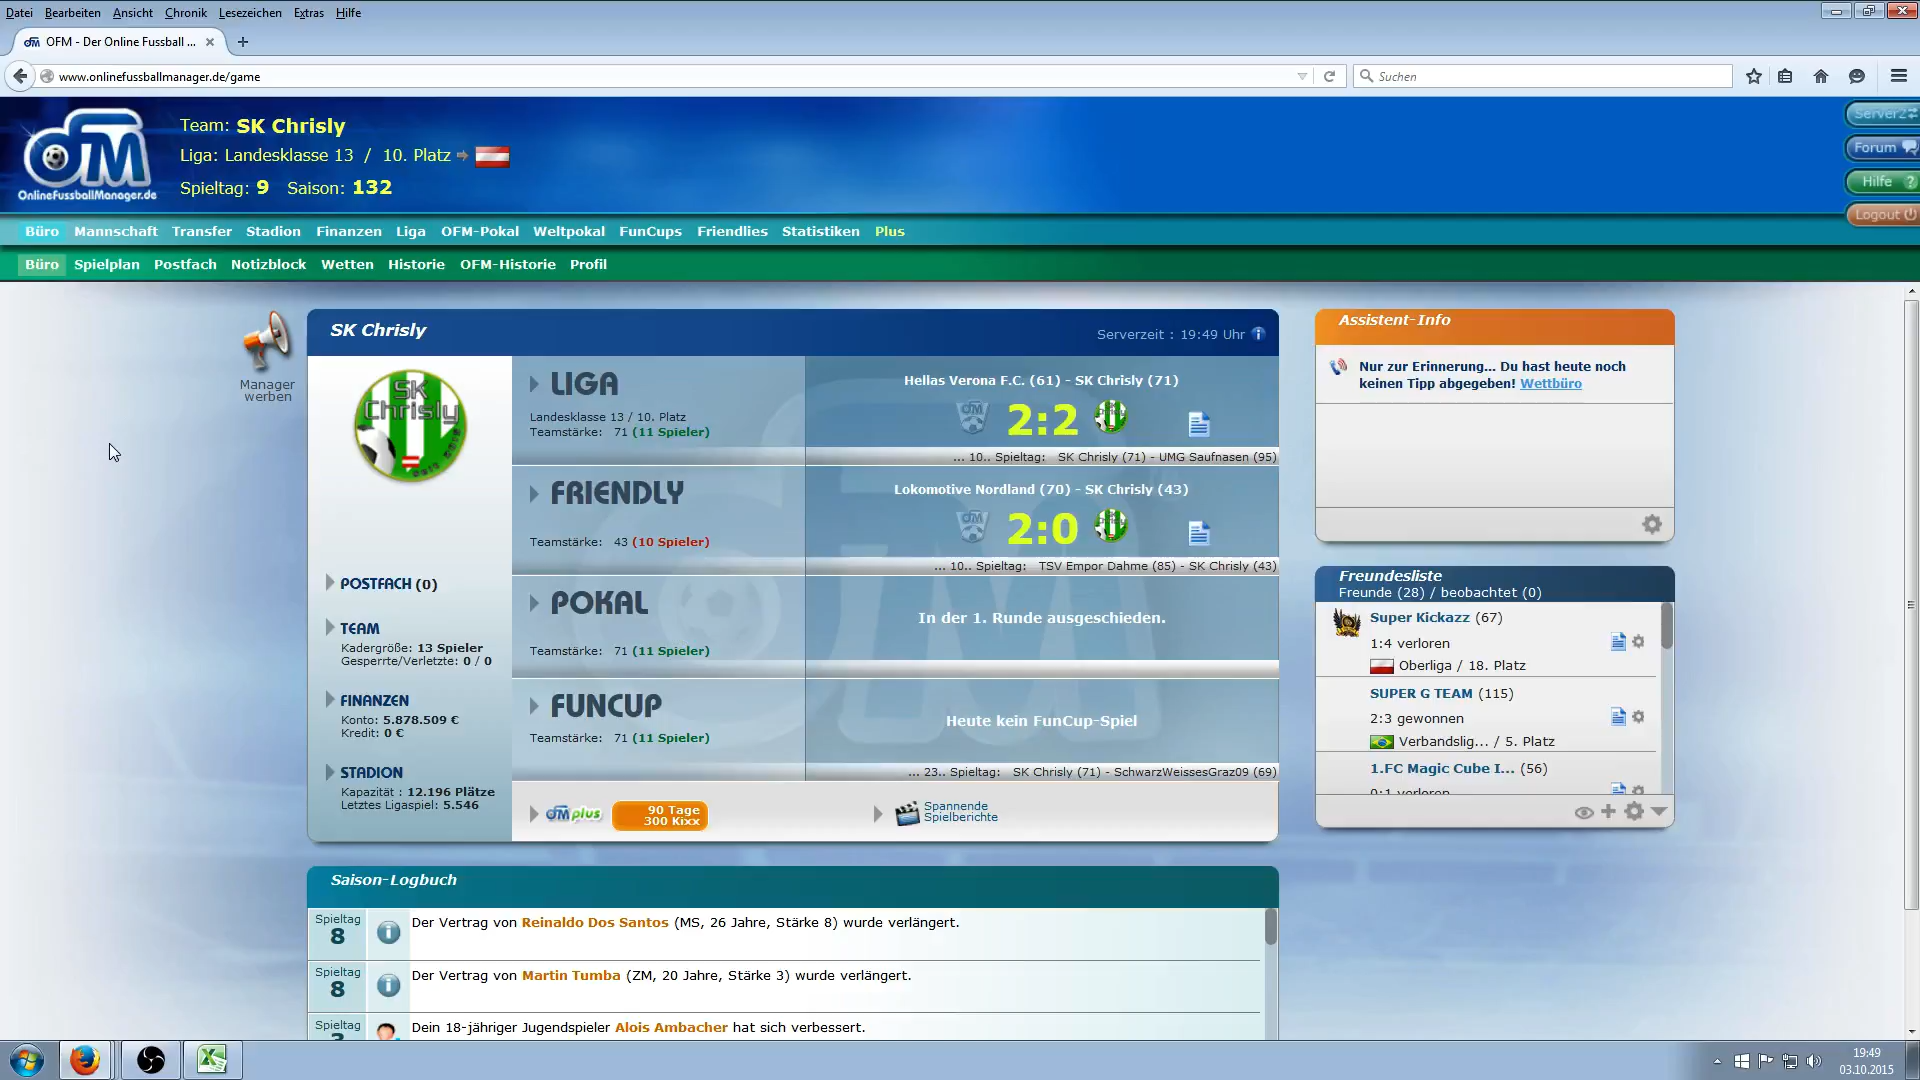 Datei Bearbeiten Ansicht Chronik Lesezeichen Extras Hilfe
OFM - Der Online Fussball ...
www.onlinefussballmanager.de/game
Suchen
OFM
OnlineFussballManager.de
Team: SK Chrisly
Liga: Landesklasse 13 / 10. Platz
Spieltag: 9 Saison: 132
Server2
Forum
Hilfe ?
Logout
Büro Mannschaft Transfer Stadion Finanzen Liga OFM-Pokal Weltpokal FunCups Friendlies Statistiken Plus
Büro Spielplan Postfach Notizblock Wetten Historie OFM-Historie Profil
Manager
werben
SK Chrisly
Serverzeit : 19:49 Uhr
SK
Chrisly
POSTFACH (0)
TEAM
Kadergröße: 13 Spieler
Gesperrte/Verletzte: 0 / 0
FINANZEN
Konto: 5.878.509 €
Kredit: 0 €
STADION
Kapazität : 12.196 Plätze
Letztes Ligaspiel: 5.546
LIGA
Landesklasse 13 / 10. Platz
Teamstärke: 71 (11 Spieler)
Hellas Verona F.C. (61) - SK Chrisly (71)
2:2
... 10.. Spieltag: SK Chrisly (71) - UMG Saufnasen (95)
FRIENDLY
Teamstärke: 43 (10 Spieler)
Lokomotive Nordland (70) - SK Chrisly (43)
2:0
... 10.. Spieltag: TSV Empor Dahme (85) - SK Chrisly (43)
POKAL
Teamstärke: 71 (11 Spieler)
In der 1. Runde ausgeschieden.
FUNCUP
Teamstärke: 71 (11 Spieler)
Heute kein FunCup-Spiel
... 23.. Spieltag: SK Chrisly (71) - SchwarzWeissesGraz09 (69)
OFM plus
90 Tage
300 Kixx
Spannende
Spielberichte
Assistent-Info
Nur zur Erinnerung... Du hast heute noch
keinen Tipp abgegeben! Wettbüro
Freundesliste
Freunde (28) / beobachtet (0)
Super Kickazz (67)
1:4 verloren
Oberliga / 18. Platz
SUPER G TEAM (115)
2:3 gewonnen
Verbandslig... / 5. Platz
1.FC Magic Cube I... (56)
0:1 verloren
Saison-Logbuch
Spieltag
8
Der Vertrag von Reinaldo Dos Santos (MS, 26 Jahre, Stärke 8) wurde verlängert.
Spieltag
8
Der Vertrag von Martin Tumba (ZM, 20 Jahre, Stärke 3) wurde verlängert.
Spieltag
Dein 18-jähriger Jugendspieler Alois Ambacher hat sich verbessert.
19:49
03.10.2015